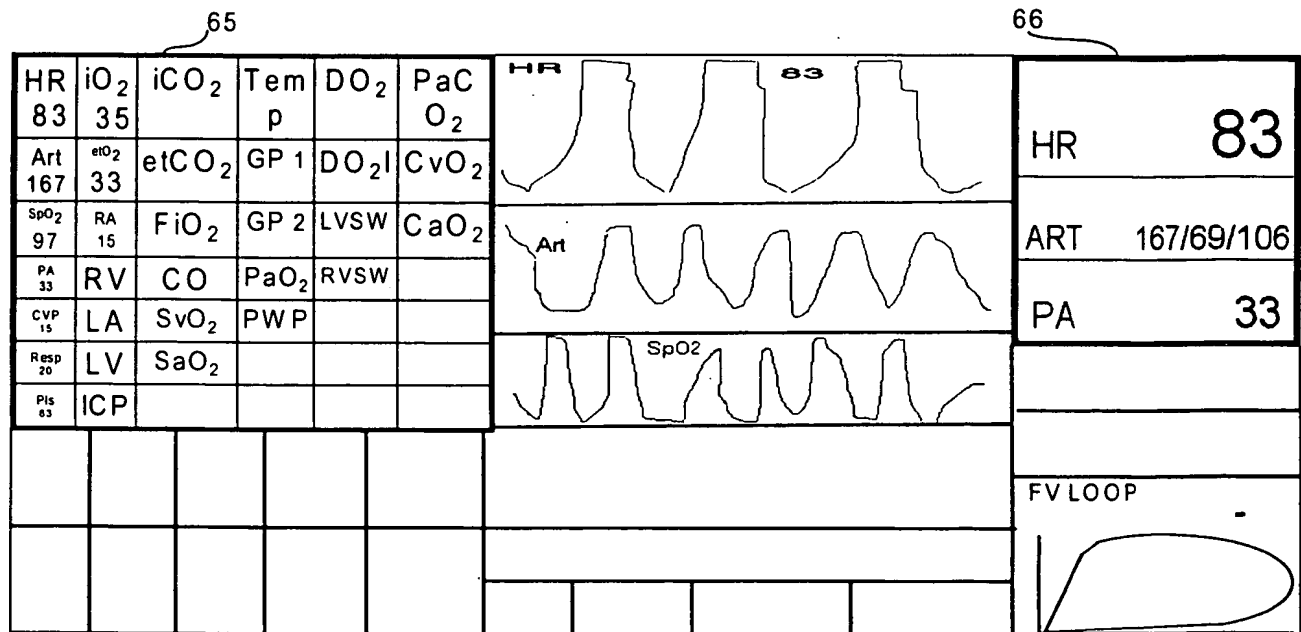 65
66
HR iO₂ iCO₂ Tem DO₂ PaC
83 35 p O₂
Art etO₂ etCO₂ GP 1 DO₂I CvO₂
167 33
SpO₂ RA FiO₂ GP 2 LVSW CaO₂
97 15
PA RV CO PaO₂ RVSW
33
CVP LA SvO₂ PWP
15
Resp LV SaO₂
20
Pls ICP
83
HR 83
Art
SpO2
HR 83
ART 167/69/106
PA 33
FV LOOP